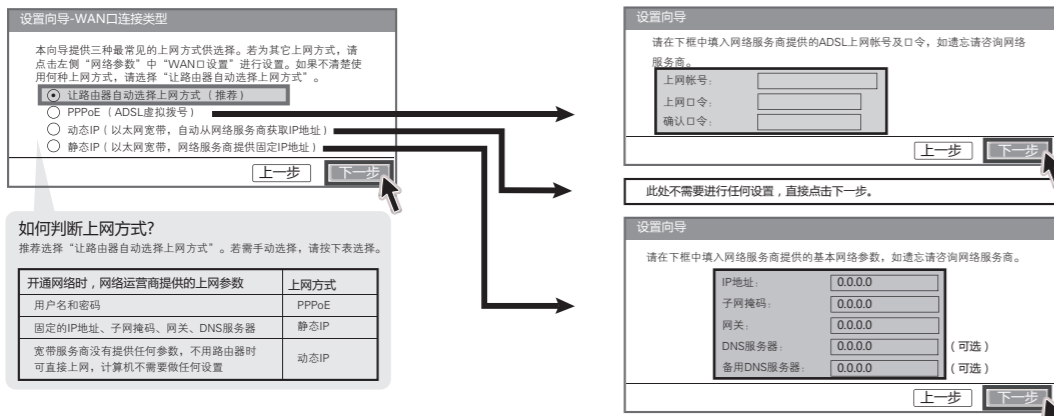 设置向导-WAN口连接类型
本向导提供三种最常见的上网方式供选择。若为其它上网方式，请
点击左侧“网络参数”中“WAN口设置”进行设置。如果不清楚使
用何种上网方式，请选择“让路由器自动选择上网方式”。
让路由器自动选择上网方式（推荐）
PPPoE（ADSL虚拟拨号）
动态IP（以太网宽带，自动从网络服务商获取IP地址）
静态IP（以太网宽带，网络服务商提供固定IP地址）
上一步 下一步
如何判断上网方式?
推荐选择“让路由器自动选择上网方式”。若需手动选择，请按下表选择。
开通网络时，网络运营商提供的上网参数 上网方式
用户名和密码 PPPoE
固定的IP地址、子网掩码、网关、DNS服务器 静态IP
宽带服务商没有提供任何参数，不用路由器时
可直接上网，计算机不需要做任何设置 动态IP
设置向导
请在下框中填入网络服务商提供的ADSL上网帐号及口令，如遗忘请咨询网络
服务商。
上网帐号：
上网口令：
确认口令：
上一步 下一步
此处不需要进行任何设置，直接点击下一步。
设置向导
请在下框中填入网络服务商提供的基本网络参数，如遗忘请咨询网络服务商。
IP地址： 0.0.0.0
子网掩码： 0.0.0.0
网关： 0.0.0.0
DNS服务器： 0.0.0.0 （可选）
备用DNS服务器： 0.0.0.0 （可选）
上一步 下一步